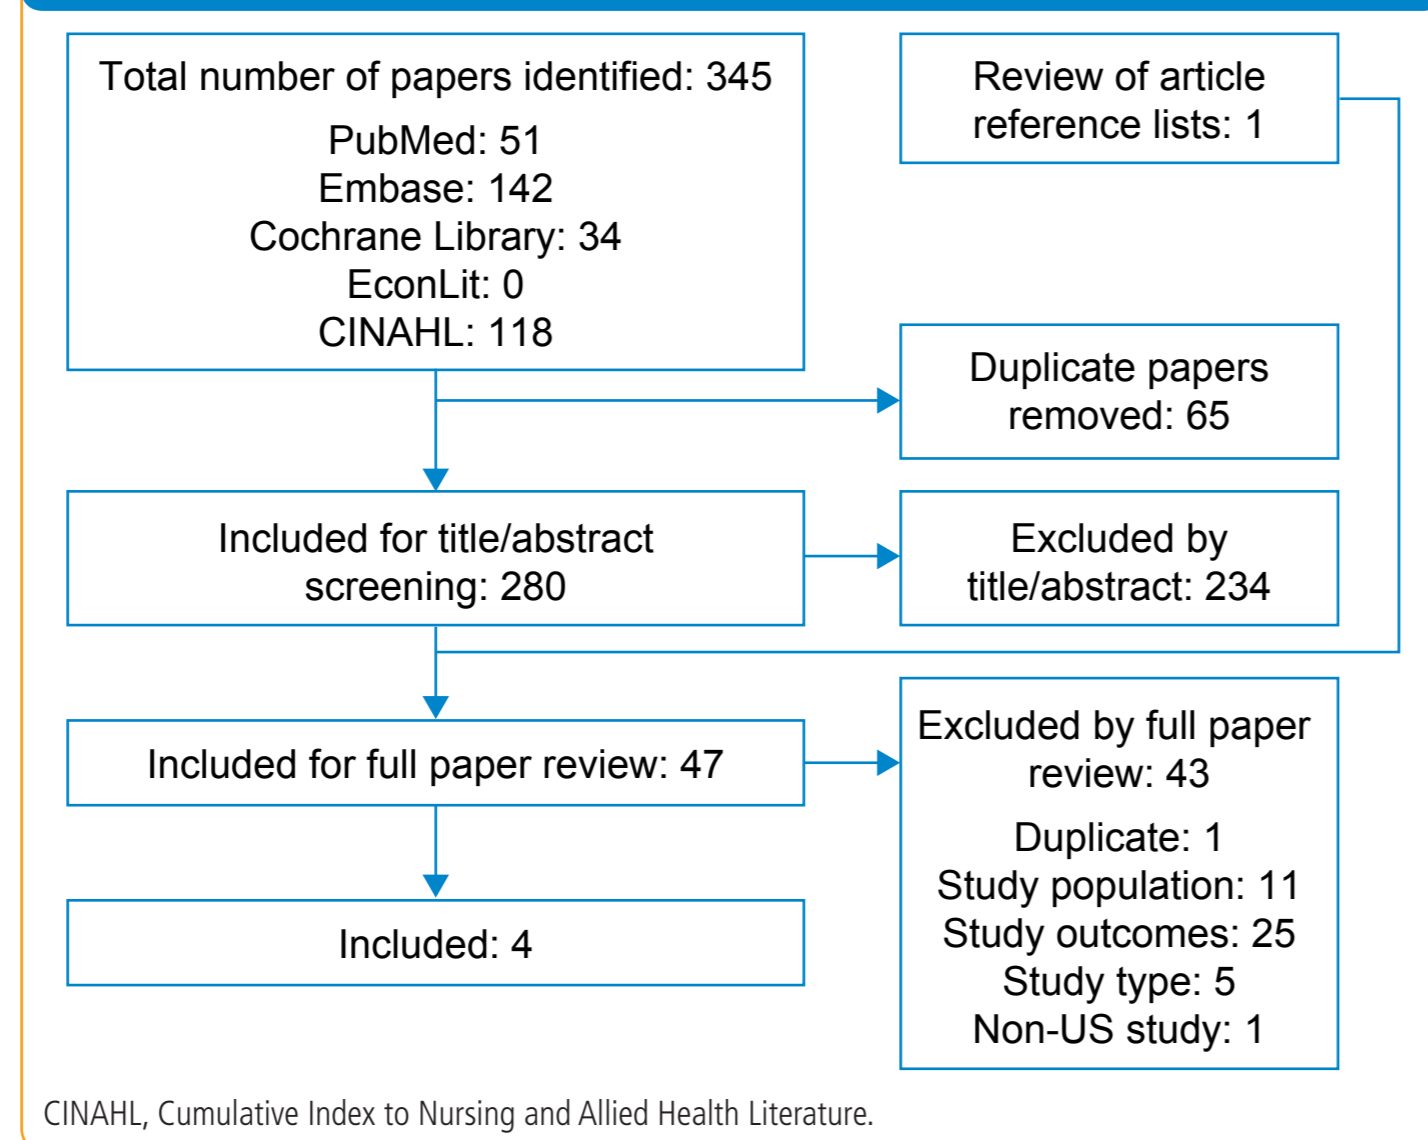 Total number of papers identified: 345
PubMed: 51
Embase: 142
Cochrane Library: 34
EconLit: 0
CINAHL: 118
Review of article
reference lists: 1
Duplicate papers
removed: 65
Included for title/abstract
screening: 280
Excluded by
title/abstract: 234
Included for full paper review: 47
Excluded by full paper
review: 43
Duplicate: 1
Study population: 11
Study outcomes: 25
Study type: 5
Non-US study: 1
Included: 4
CINAHL, Cumulative Index to Nursing and Allied Health Literature.